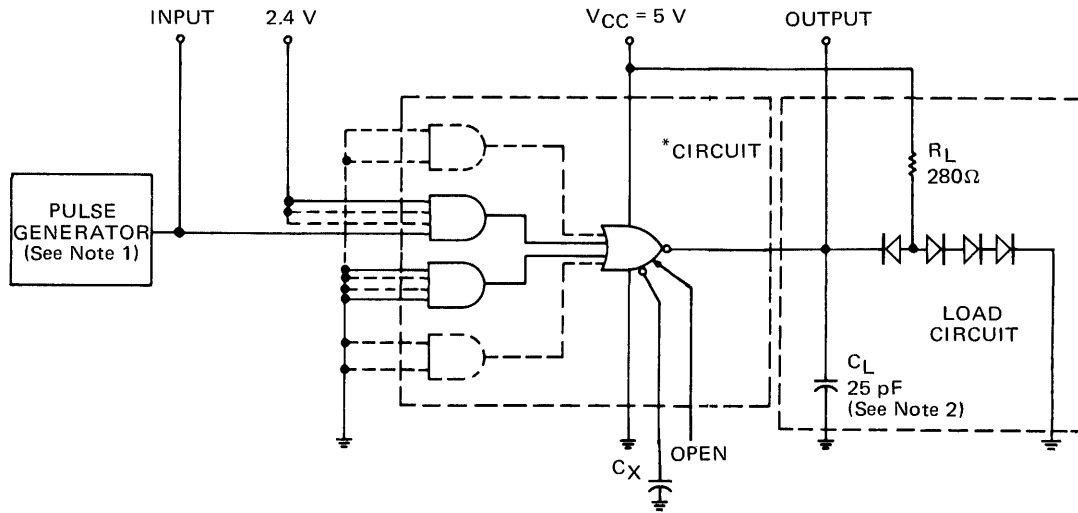 INPUT
2.4 V
VCC = 5 V
OUTPUT
*CIRCUIT
RL
280Ω
PULSE
GENERATOR
(See Note 1)
LOAD
CIRCUIT
CL
25 pF
(See Note 2)
OPEN
CX